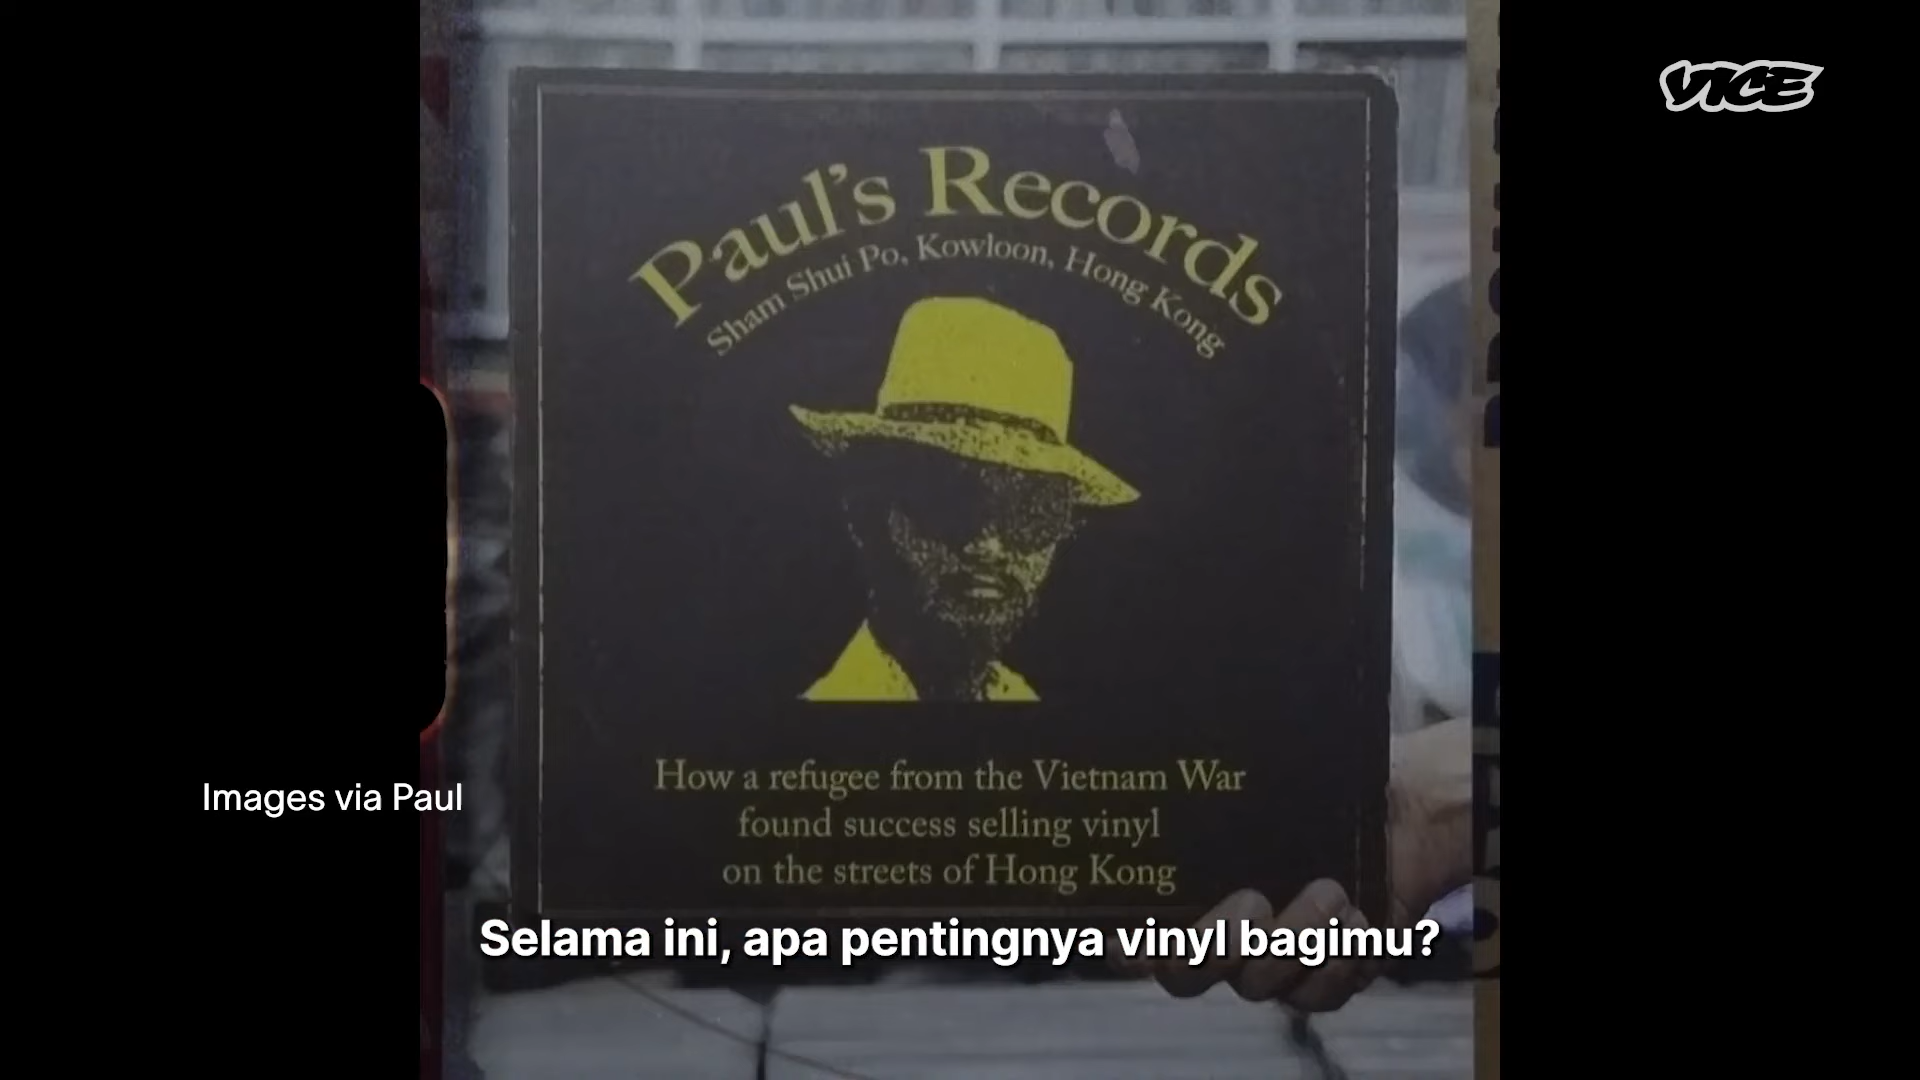 VICE
Paul's Records
Sham Shui Po, Kowloon, Hong Kong
How a refugee from the Vietnam War
found success selling vinyl
on the streets of Hong Kong
Images via Paul
Selama ini, apa pentingnya vinyl bagimu?